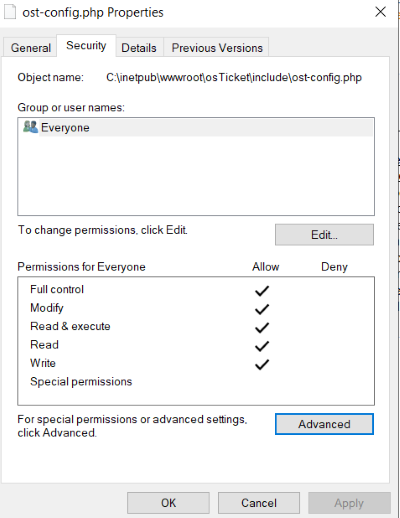 ost-config.php Properties
General Security Details Previous Versions
Object name: C:\inetpub\wwwroot\osTicket\include\ost-config.php
Group or user names:
Everyone
To change permissions, click Edit.
Edit...
Permissions for Everyone Allow Deny
Full control
Modify
Read & execute
Read
Write
Special permissions
For special permissions or advanced settings,
click Advanced.
Advanced
OK Cancel Apply